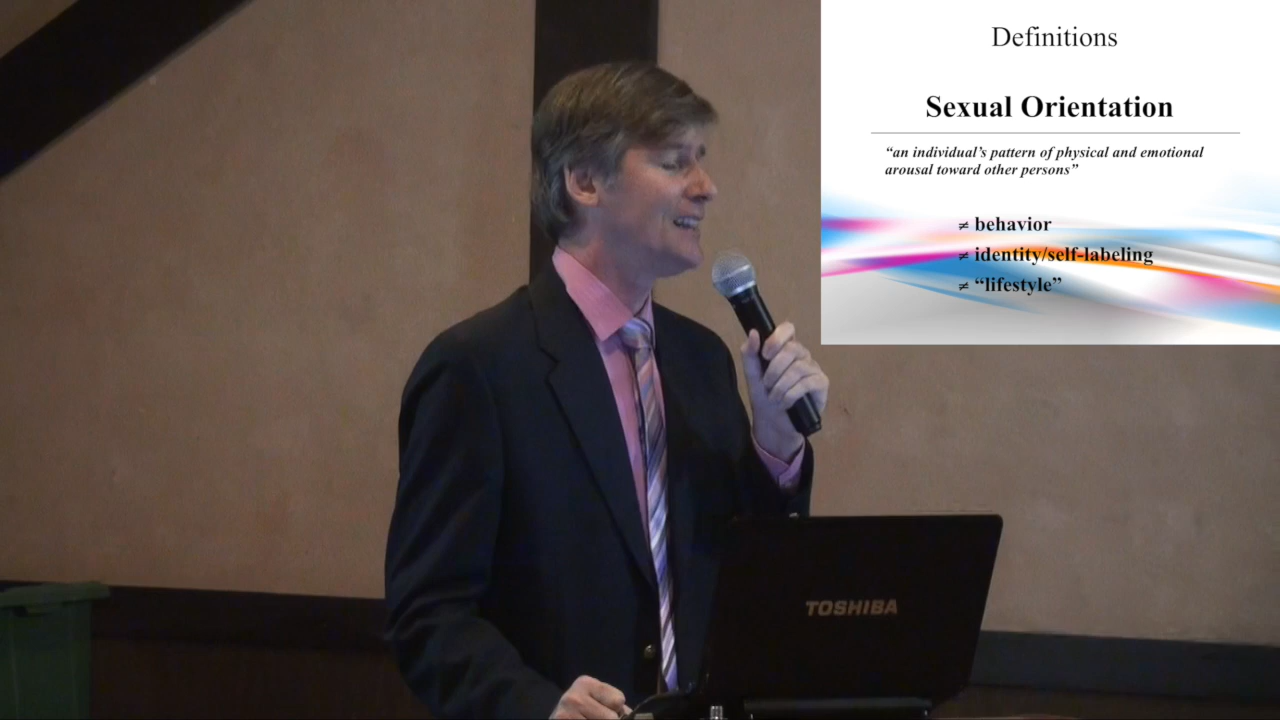 Definitions
Sexual Orientation
“an individual’s pattern of physical and emotional
arousal toward other persons”
≠ behavior
≠ identity/self-labeling
≠ “lifestyle”
TOSHIBA